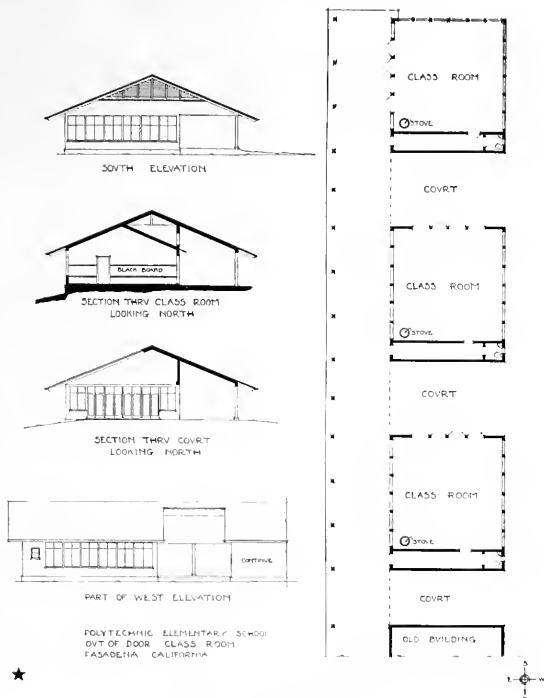 SOVTH ELEVATION
BLACK BOARD
SECTION THRV CLASS ROOM
LOOKING NORTH
SECTION THRV COVRT
LOOKING NORTH
CONTINVE
PART OF WEST ELEVATION
POLYTECHNIC ELEMENTARY SCHOOL
OVT OF DOOR CLASS ROOM
PASADENA CALIFORNIA
CLASS ROOM
STOVE
COVRT
CLASS ROOM
STOVE
COVRT
CLASS ROOM
STOVE
COVRT
OLD BUILDING
S
E
W